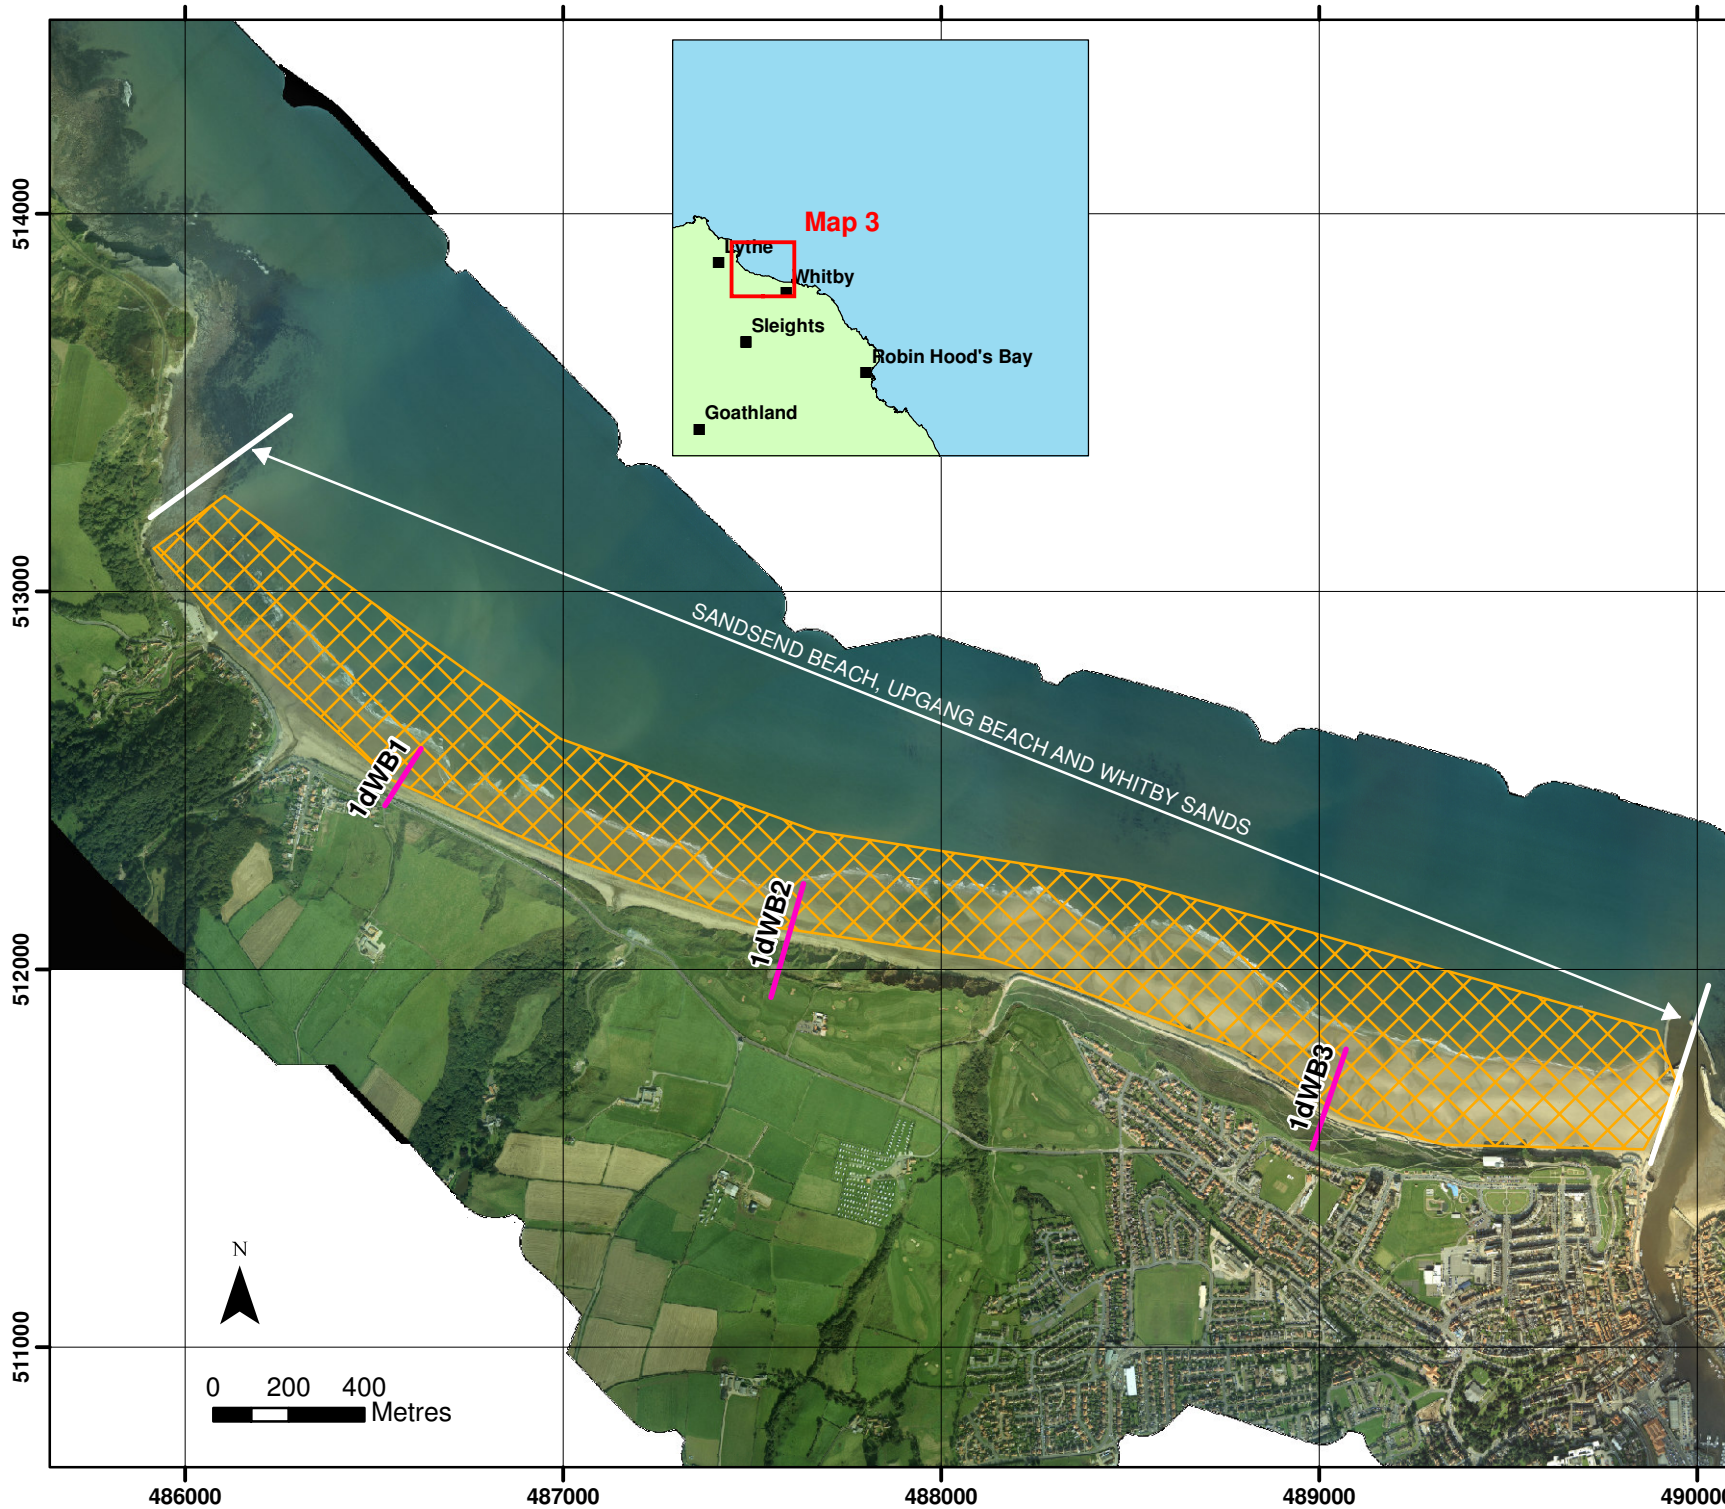 Map 3
Lythe
Whitby
Sleights
Robin Hood's Bay
Goathland
514000
513000
512000
511000
SANDSEND BEACH, UPGANG BEACH AND WHITBY SANDS
1dWB1
1dWB2
1dWB3
N
0 200 400
Metres
486000 487000 488000 489000 490000